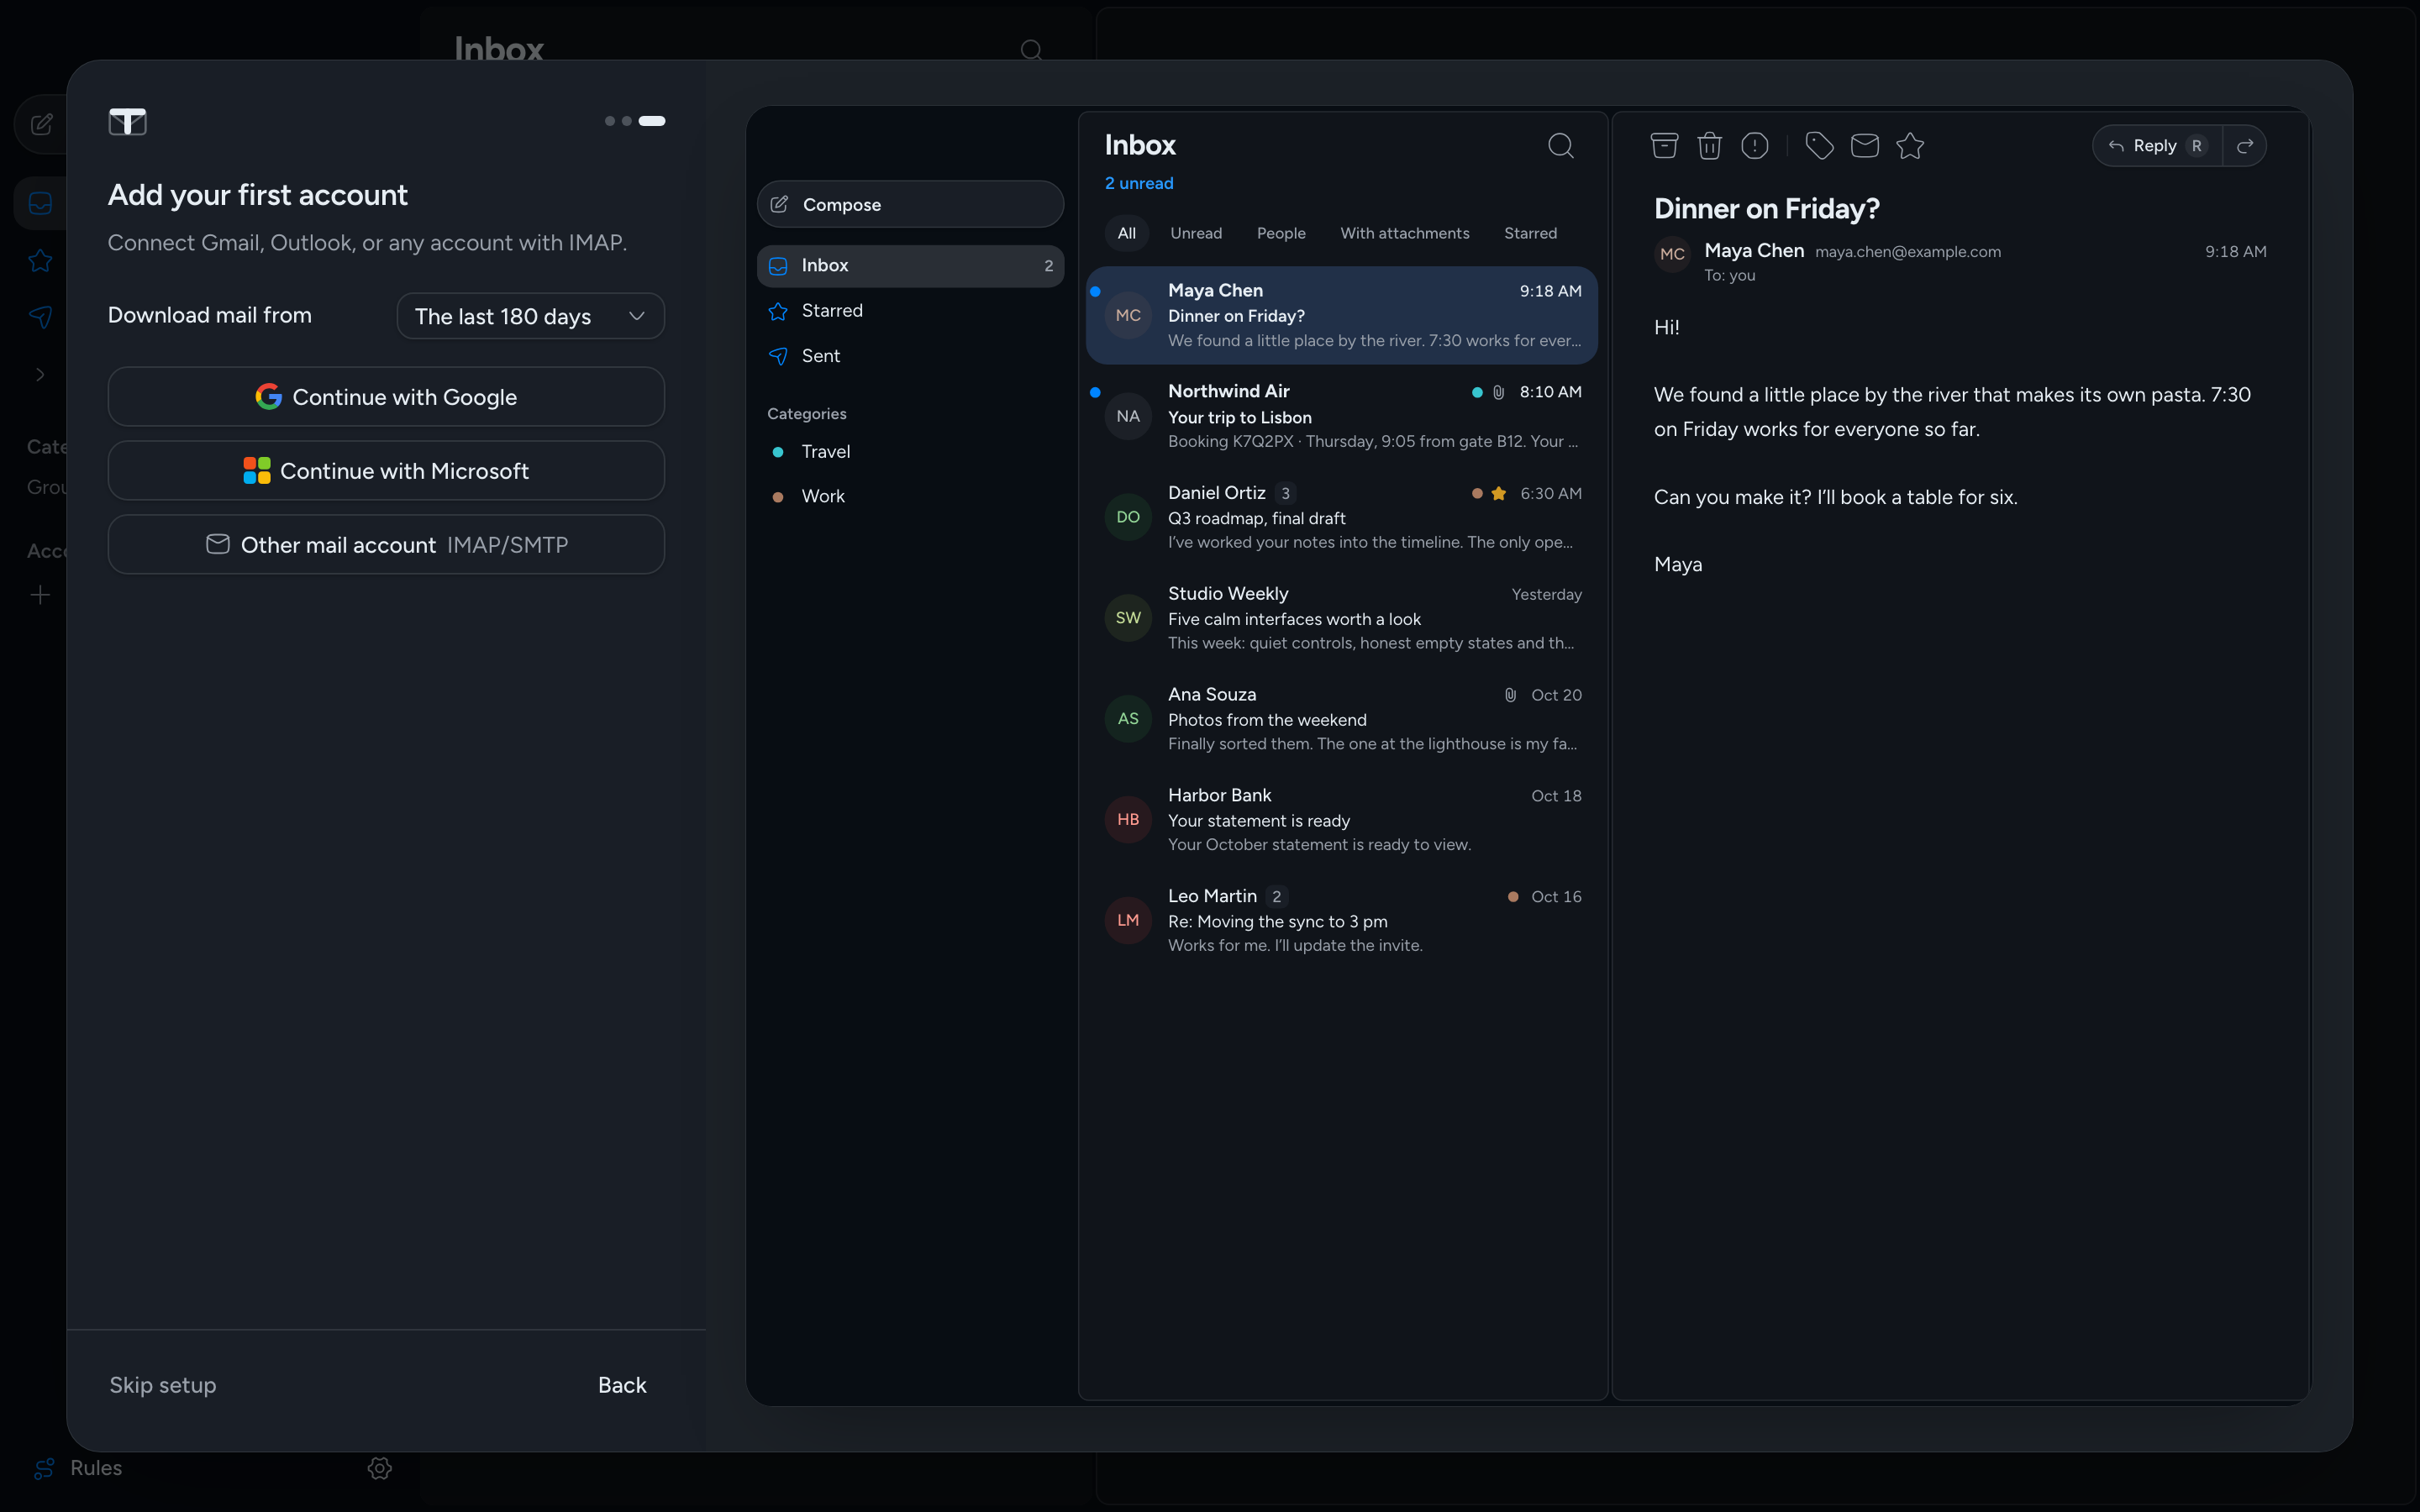 Inbox
Add your first account
Connect Gmail, Outlook, or any account with IMAP.
Download mail from
The last 180 days
Continue with Google
Continue with Microsoft
Other mail account IMAP/SMTP
Skip setup
Back
Rules
Compose
Inbox 2
Starred
Sent
Categories
Travel
Work
Inbox
2 unread
All Unread People With attachments Starred
MC
Maya Chen 9:18 AM
Dinner on Friday?
We found a little place by the river. 7:30 works for ever...
NA
Northwind Air 8:10 AM
Your trip to Lisbon
Booking K7Q2PX · Thursday, 9:05 from gate B12. Your ...
DO
Daniel Ortiz 3 6:30 AM
Q3 roadmap, final draft
I’ve worked your notes into the timeline. The only ope...
SW
Studio Weekly Yesterday
Five calm interfaces worth a look
This week: quiet controls, honest empty states and th...
AS
Ana Souza Oct 20
Photos from the weekend
Finally sorted them. The one at the lighthouse is my fa...
HB
Harbor Bank Oct 18
Your statement is ready
Your October statement is ready to view.
LM
Leo Martin 2 Oct 16
Re: Moving the sync to 3 pm
Works for me. I’ll update the invite.
Reply R
Dinner on Friday?
MC
Maya Chen maya.chen@example.com 9:18 AM
To: you
Hi!
We found a little place by the river that makes its own pasta. 7:30
on Friday works for everyone so far.
Can you make it? I’ll book a table for six.
Maya